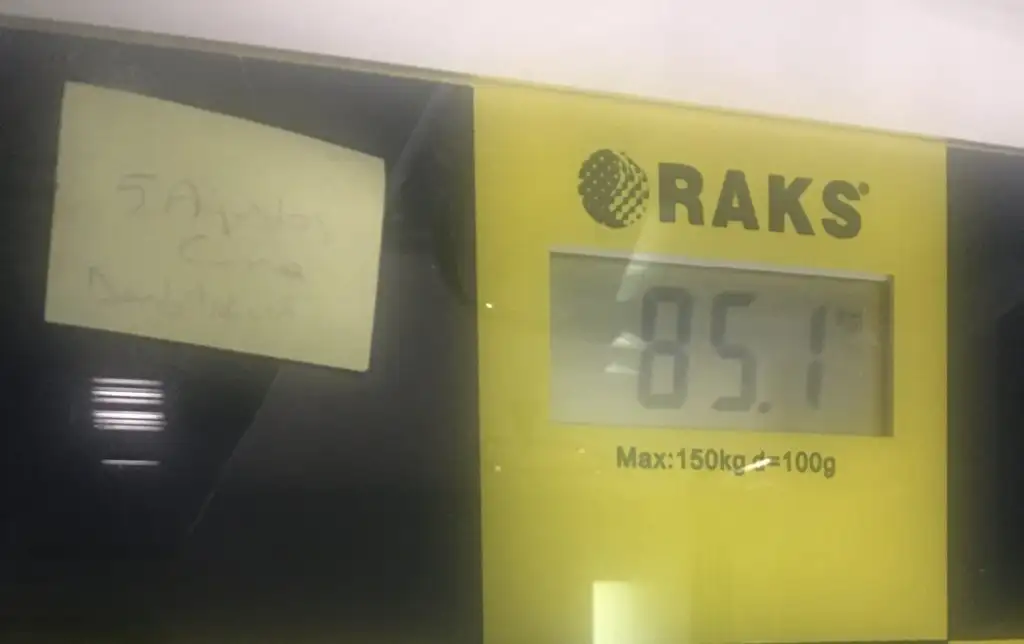 5 Ağustos
Cuma
RAKS
85.1
Max:150kg d=100g